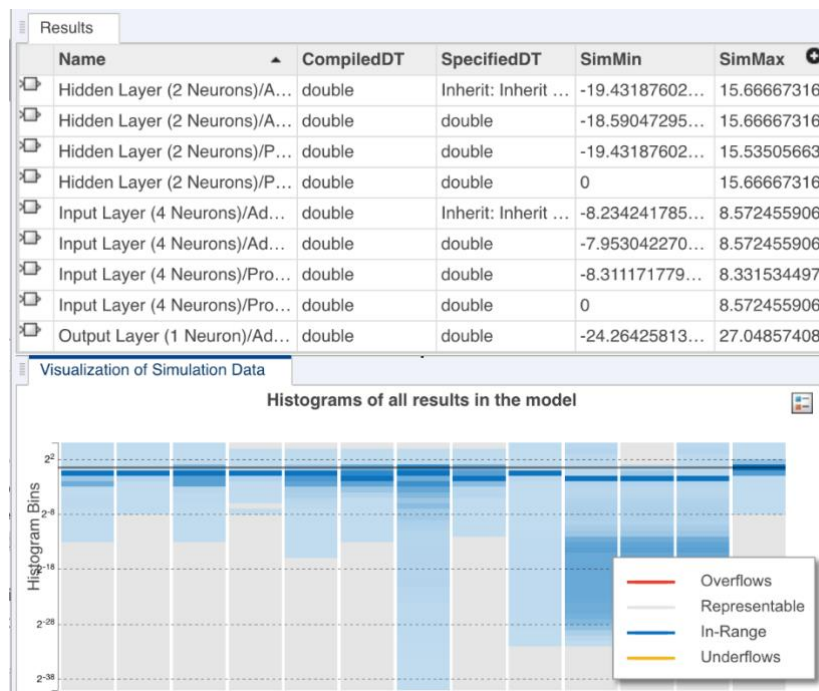 Results
Name CompiledDT SpecifiedDT SimMin SimMax
Hidden Layer (2 Neurons)/A... double Inherit: Inherit ... -19.43187602... 15.66667316
Hidden Layer (2 Neurons)/A... double double -18.59047295... 15.66667316
Hidden Layer (2 Neurons)/P... double double -19.43187602... 15.53505663
Hidden Layer (2 Neurons)/P... double double 0 15.66667316
Input Layer (4 Neurons)/Ad... double Inherit: Inherit ... -8.234241785... 8.572455906
Input Layer (4 Neurons)/Ad... double double -7.953042270... 8.572455906
Input Layer (4 Neurons)/Pro... double double -8.311171779... 8.331534497
Input Layer (4 Neurons)/Pro... double double 0 8.572455906
Output Layer (1 Neuron)/Ad... double double -24.26425813... 27.04857408
Visualization of Simulation Data
Histograms of all results in the model
Histogram Bins
2²
2⁻⁸
2⁻¹⁸
2⁻²⁸
2⁻³⁸
Overflows
Representable
In-Range
Underflows